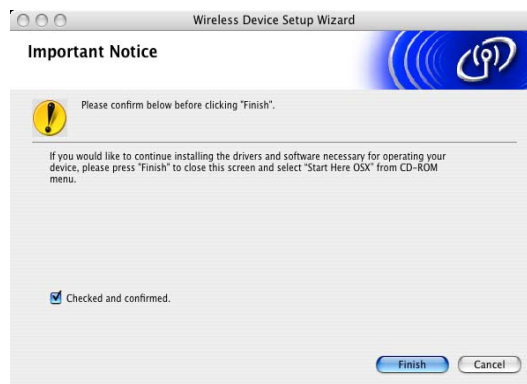 Wireless Device Setup Wizard
Important Notice
Please confirm below before clicking "Finish".
If you would like to continue installing the drivers and software necessary for operating your
device, please press "Finish" to close this screen and select "Start Here OSX" from CD-ROM
menu.
Checked and confirmed.
Finish
Cancel